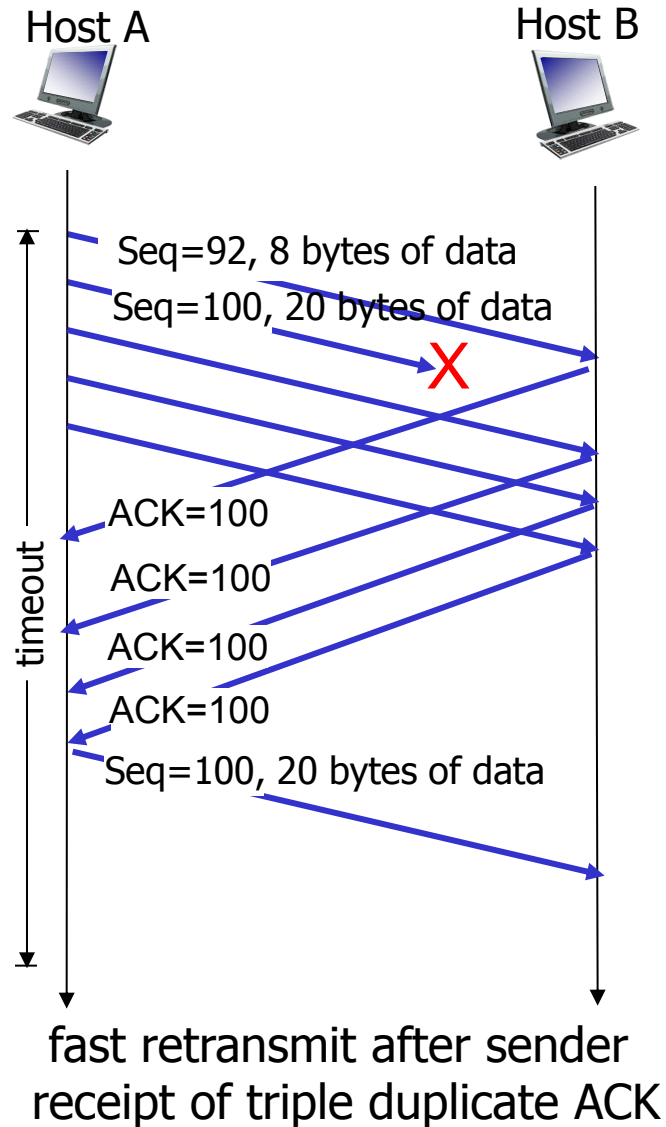 Host A
Host B
Seq=92, 8 bytes of data
Seq=100, 20 bytes of data
X
ACK=100
timeout
ACK=100
ACK=100
ACK=100
Seq=100, 20 bytes of data
fast retransmit after sender
receipt of triple duplicate ACK